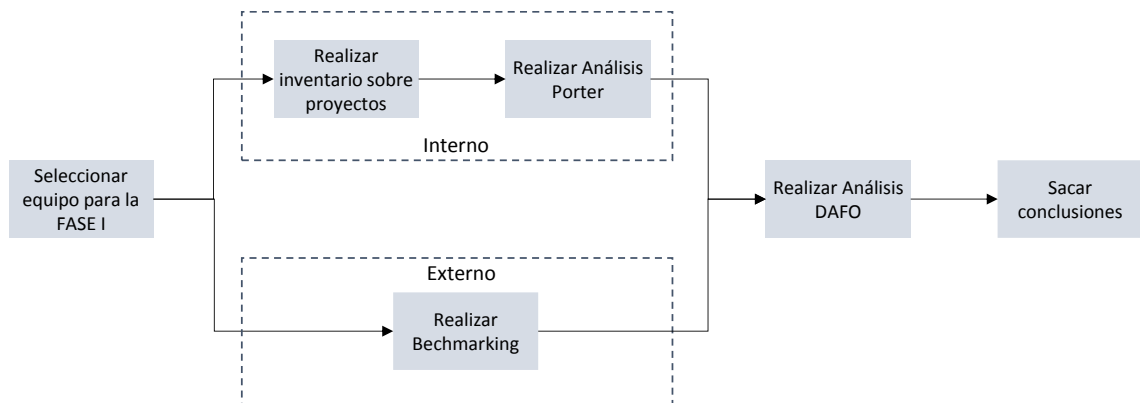 Realizar
inventario sobre
proyectos
Realizar Análisis
Porter
Interno
Seleccionar
equipo para la
FASE I
Realizar Análisis
DAFO
Sacar
conclusiones
Externo
Realizar
Bechmarking